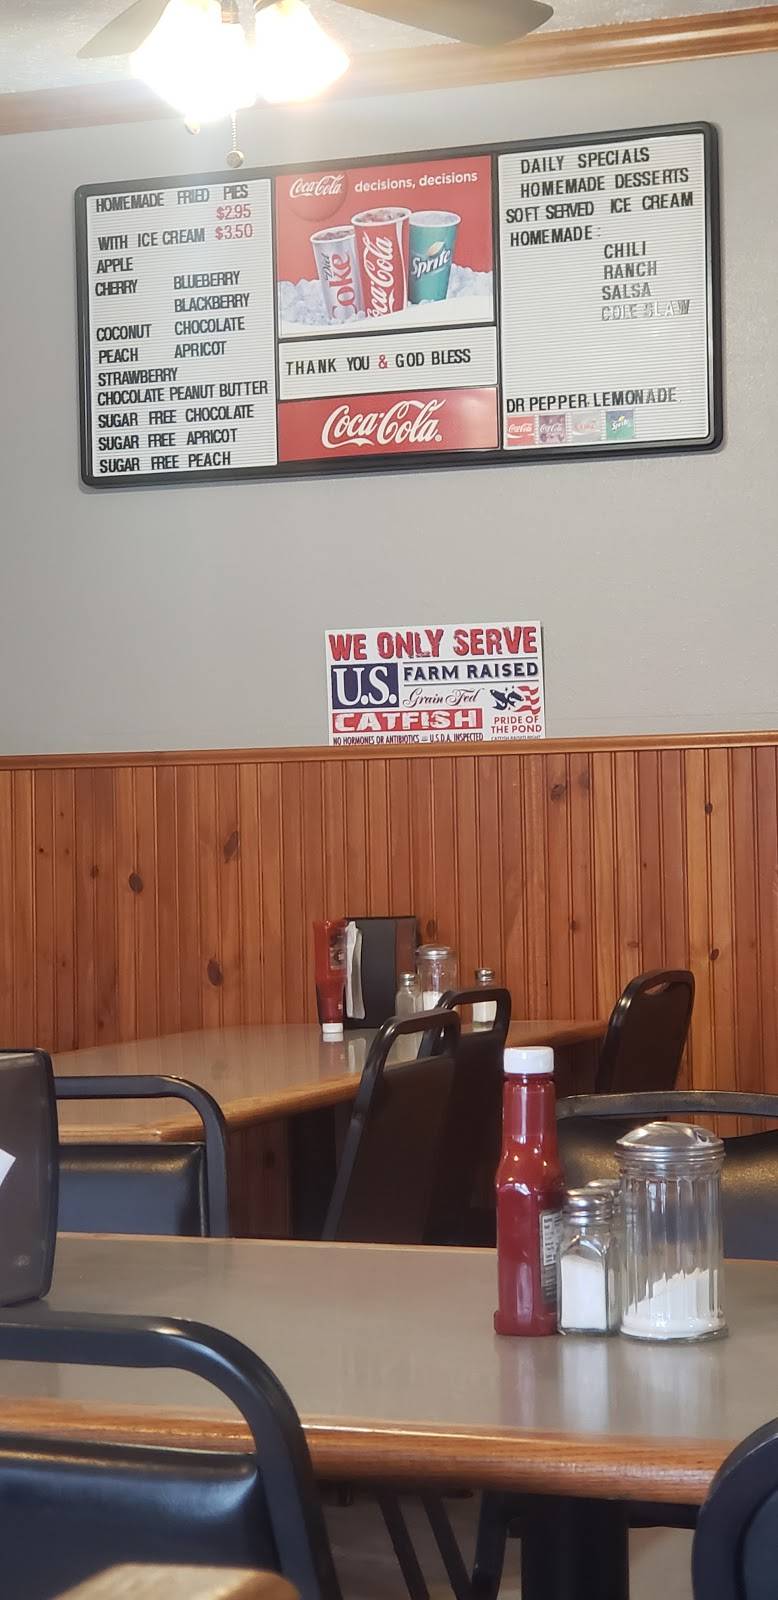 HOMEMADE FRIED PIES
$2.95
WITH ICE CREAM $3.50
APPLE
CHERRY BLUEBERRY
BLACKBERRY
COCONUT CHOCOLATE
PEACH APRICOT
STRAWBERRY
CHOCOLATE PEANUT BUTTER
SUGAR FREE CHOCOLATE
SUGAR FREE APRICOT
SUGAR FREE PEACH
Coca-Cola decisions, decisions
Diet Coke
Coca-Cola
Sprite
THANK YOU & GOD BLESS
Coca-Cola
DAILY SPECIALS
HOMEMADE DESSERTS
SOFT SERVED ICE CREAM
HOMEMADE:
CHILI
RANCH
SALSA
COLE SLAW
DR PEPPER LEMONADE
Coca-Cola
Sprite
WE ONLY SERVE
U.S. FARM RAISED
Grain Fed
CATFISH
PRIDE OF
THE POND
NO HORMONES OR ANTIBIOTICS – U.S.D.A. INSPECTED